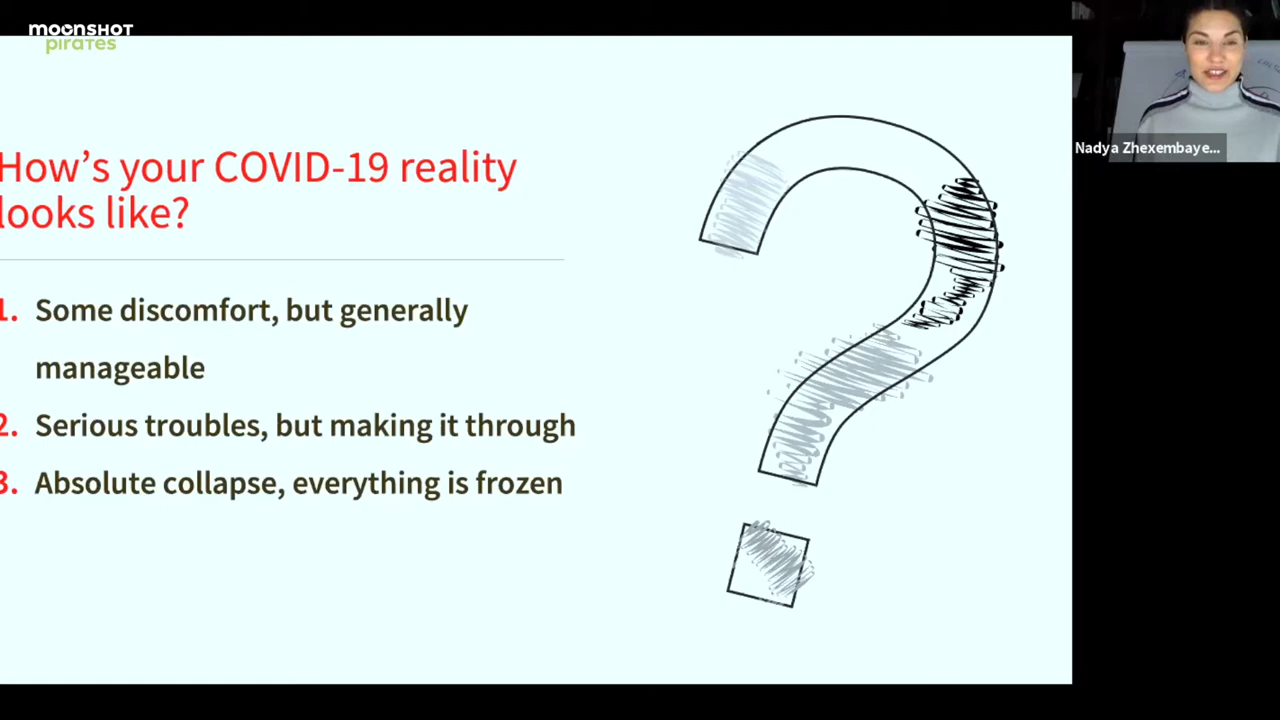 MOONSHOT
pirates
How's your COVID-19 reality
looks like?
1. Some discomfort, but generally
manageable
2. Serious troubles, but making it through
3. Absolute collapse, everything is frozen
Nadya Zhexembaye...